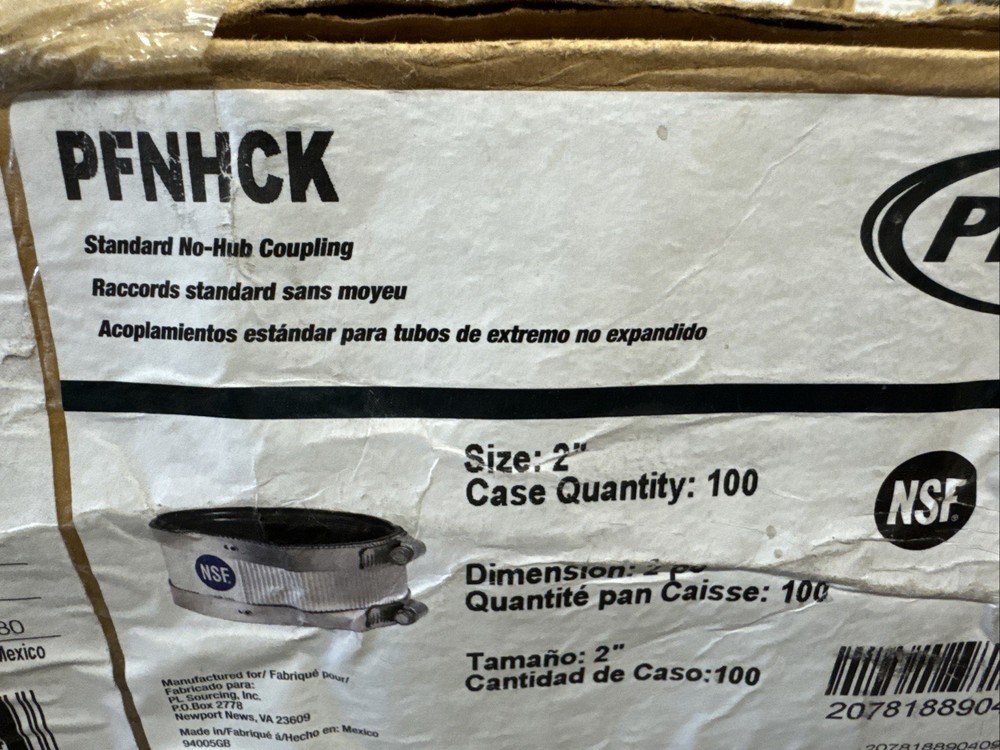 PFNHCK
Standard No-Hub Coupling
Raccords standard sans moyeu
Acoplamientos estándar para tubos de extremo no expandido
Size: 2"
Case Quantity: 100
NSF
NSF
Dimension: 2
Quantité pan Caisse: 100
Tamaño: 2"
Cantidad de Caso:100
Manufactured for/ Fabriqué pour/
Fabricado para:
PL Sourcing, Inc.
P.O.Box 2778
Newport News, VA 23609
Made in/Fabriqué à/Hecho en: Mexico
94005GB
Mexico
2078188904